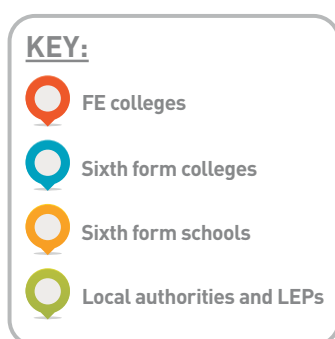 KEY:
FE colleges
Sixth form colleges
Sixth form schools
Local authorities and LEPs